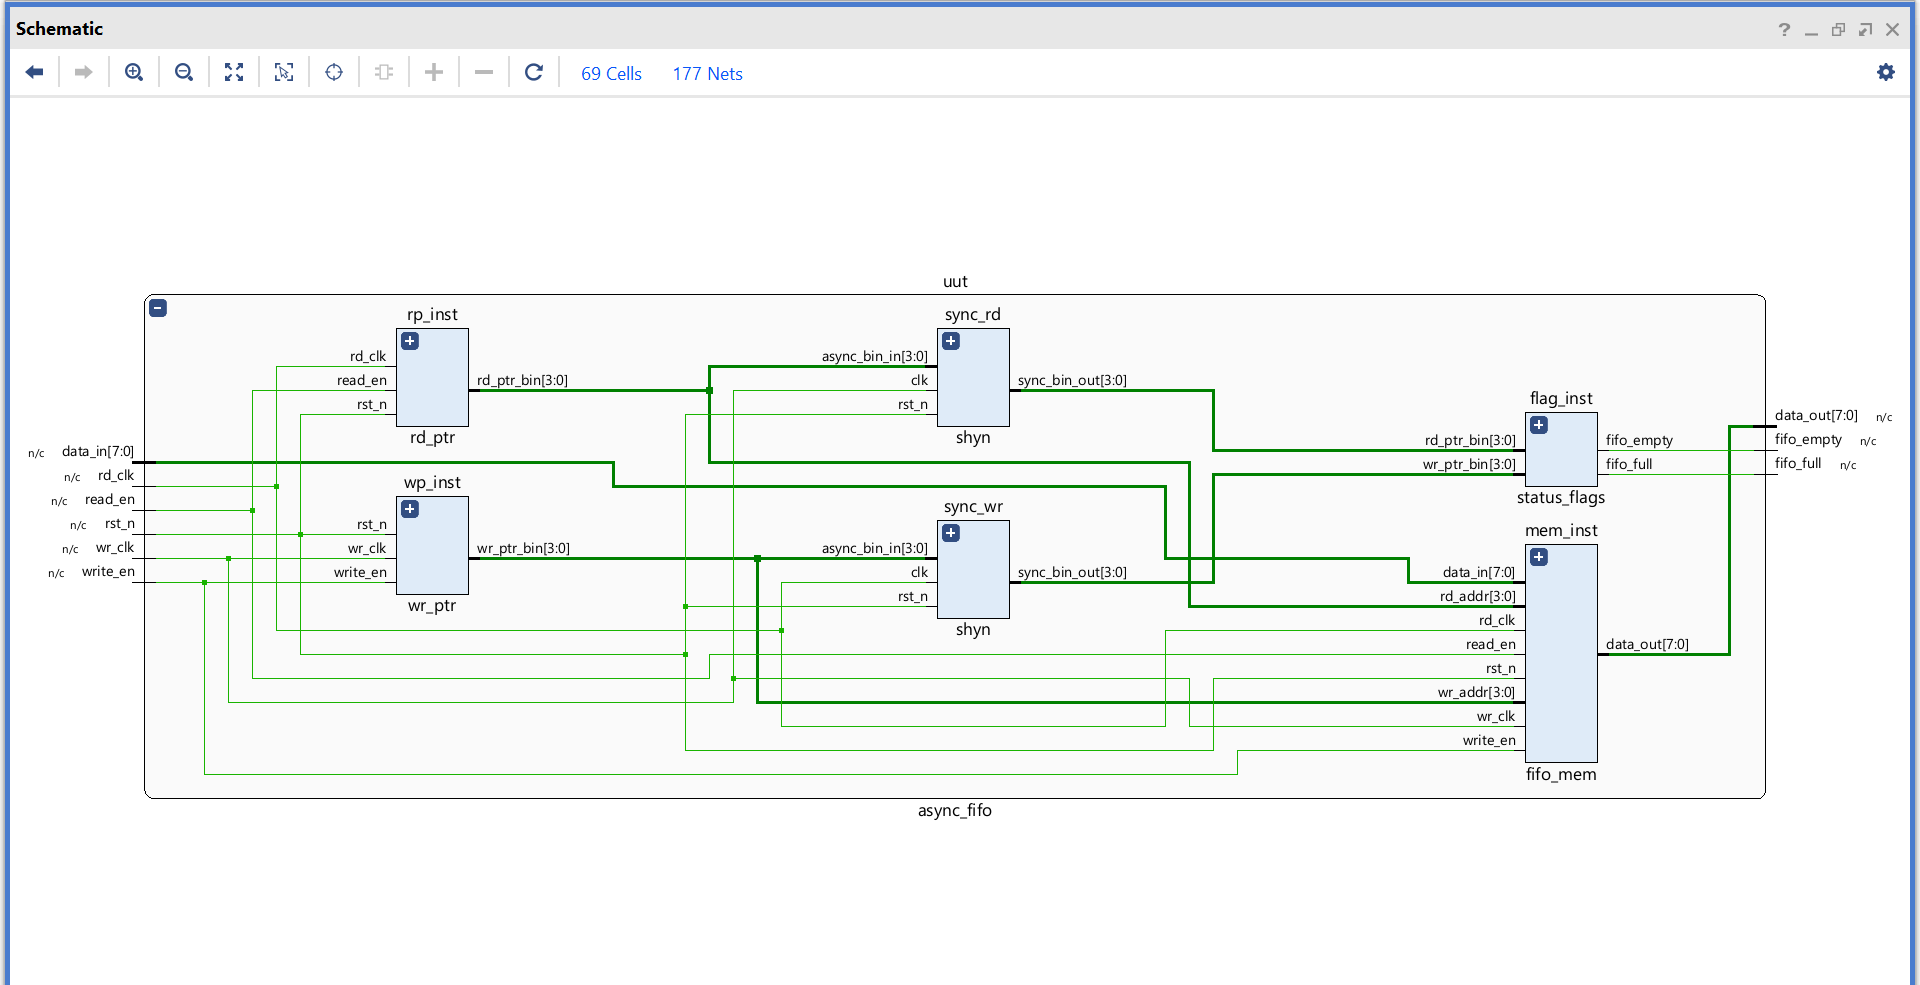 Schematic
69 Cells 177 Nets
uut
rp_inst
rd_clk
read_en
rst_n
rd_ptr_bin[3:0]
rd_ptr
sync_rd
async_bin_in[3:0]
clk
rst_n
sync_bin_out[3:0]
shyn
flag_inst
rd_ptr_bin[3:0]
wr_ptr_bin[3:0]
fifo_empty
fifo_full
status_flags
data_out[7:0] n/c
fifo_empty n/c
fifo_full n/c
n/c data_in[7:0]
n/c rd_clk
n/c read_en
n/c rst_n
n/c wr_clk
n/c write_en
wp_inst
rst_n
wr_clk
write_en
wr_ptr_bin[3:0]
wr_ptr
sync_wr
async_bin_in[3:0]
clk
rst_n
sync_bin_out[3:0]
shyn
mem_inst
data_in[7:0]
rd_addr[3:0]
rd_clk
read_en
rst_n
wr_addr[3:0]
wr_clk
write_en
data_out[7:0]
fifo_mem
async_fifo